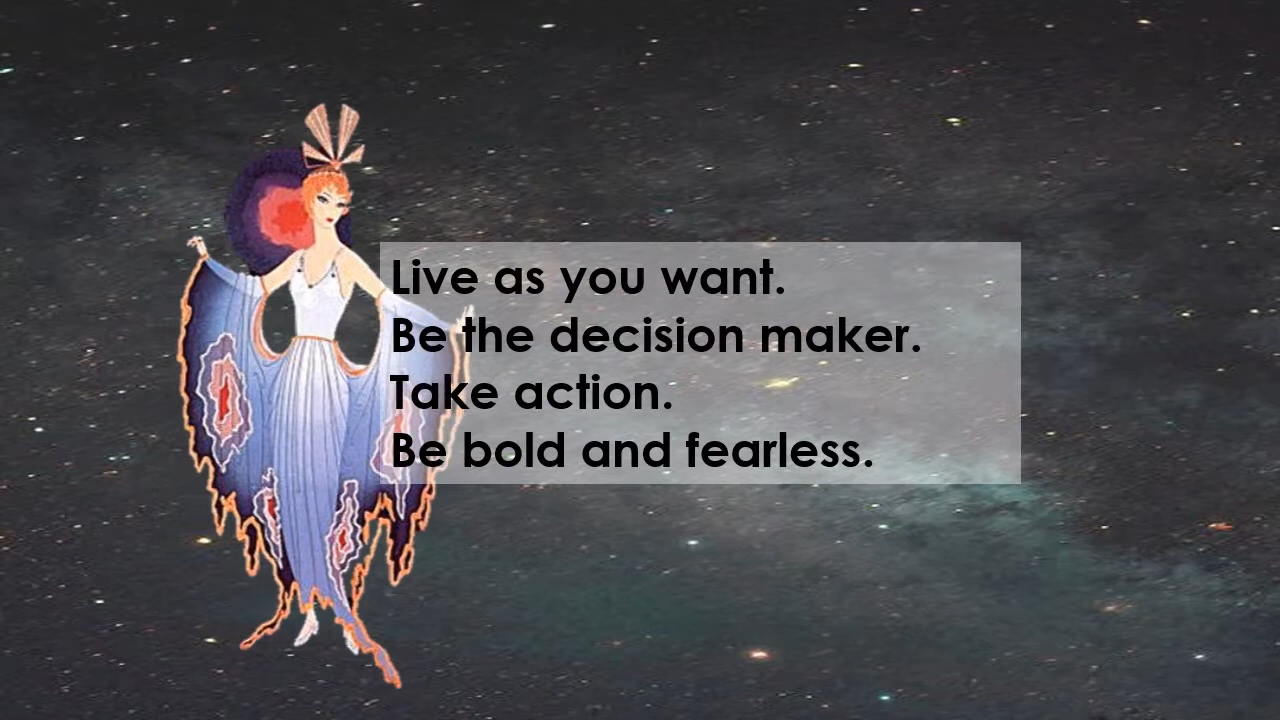 Live as you want.
Be the decision maker.
Take action.
Be bold and fearless.